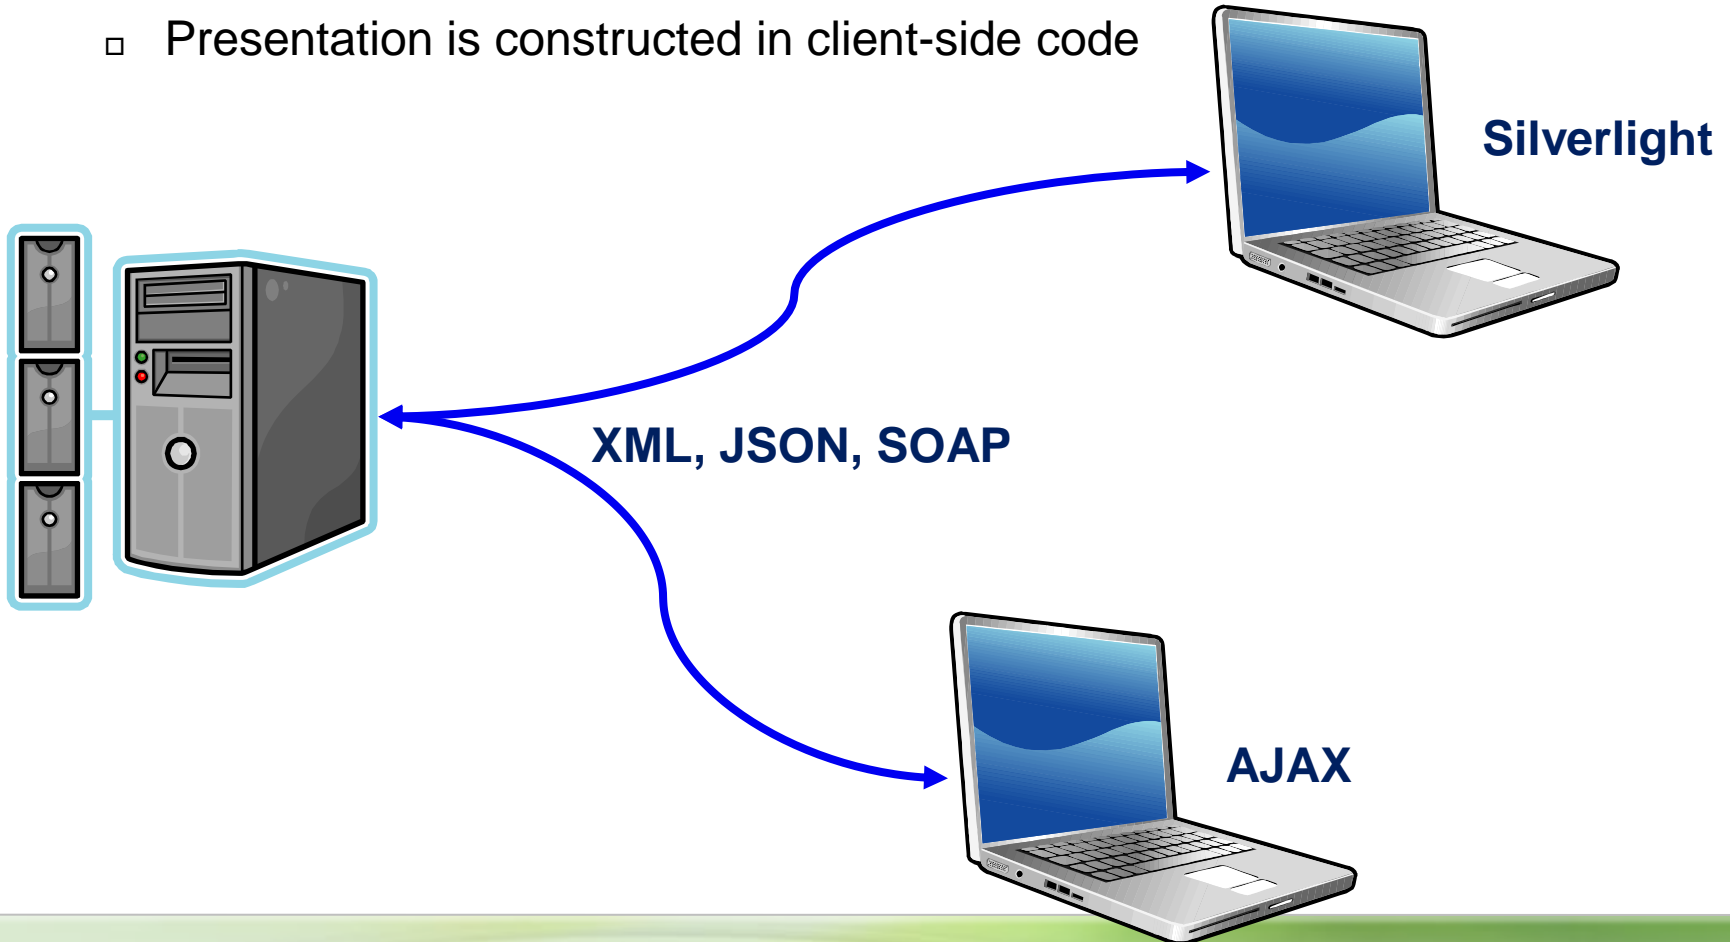 Presentation is constructed in client-side code
Silverlight
XML, JSON, SOAP
AJAX